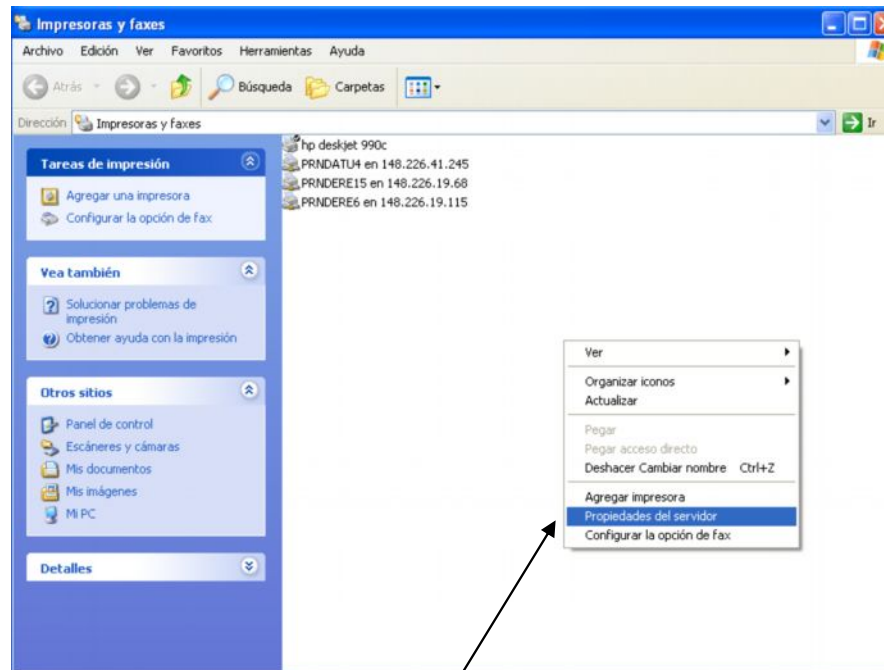 Impresoras y faxes
Archivo Edición Ver Favoritos Herramientas Ayuda
Atrás Búsqueda Carpetas
Dirección Impresoras y faxes Ir
Tareas de impresión
Agregar una impresora
Configurar la opción de fax
Vea también
Solucionar problemas de
impresión
Obtener ayuda con la impresión
Otros sitios
Panel de control
Escáneres y cámaras
Mis documentos
Mis imágenes
Mi PC
Detalles
hp deskjet 990c
PRNDATU4 en 148.226.41.245
PRNDERE15 en 148.226.19.68
PRNDERE6 en 148.226.19.115
Ver
Organizar iconos
Actualizar
Pegar
Pegar acceso directo
Deshacer Cambiar nombre Ctrl+Z
Agregar impresora
Propiedades del servidor
Configurar la opción de fax